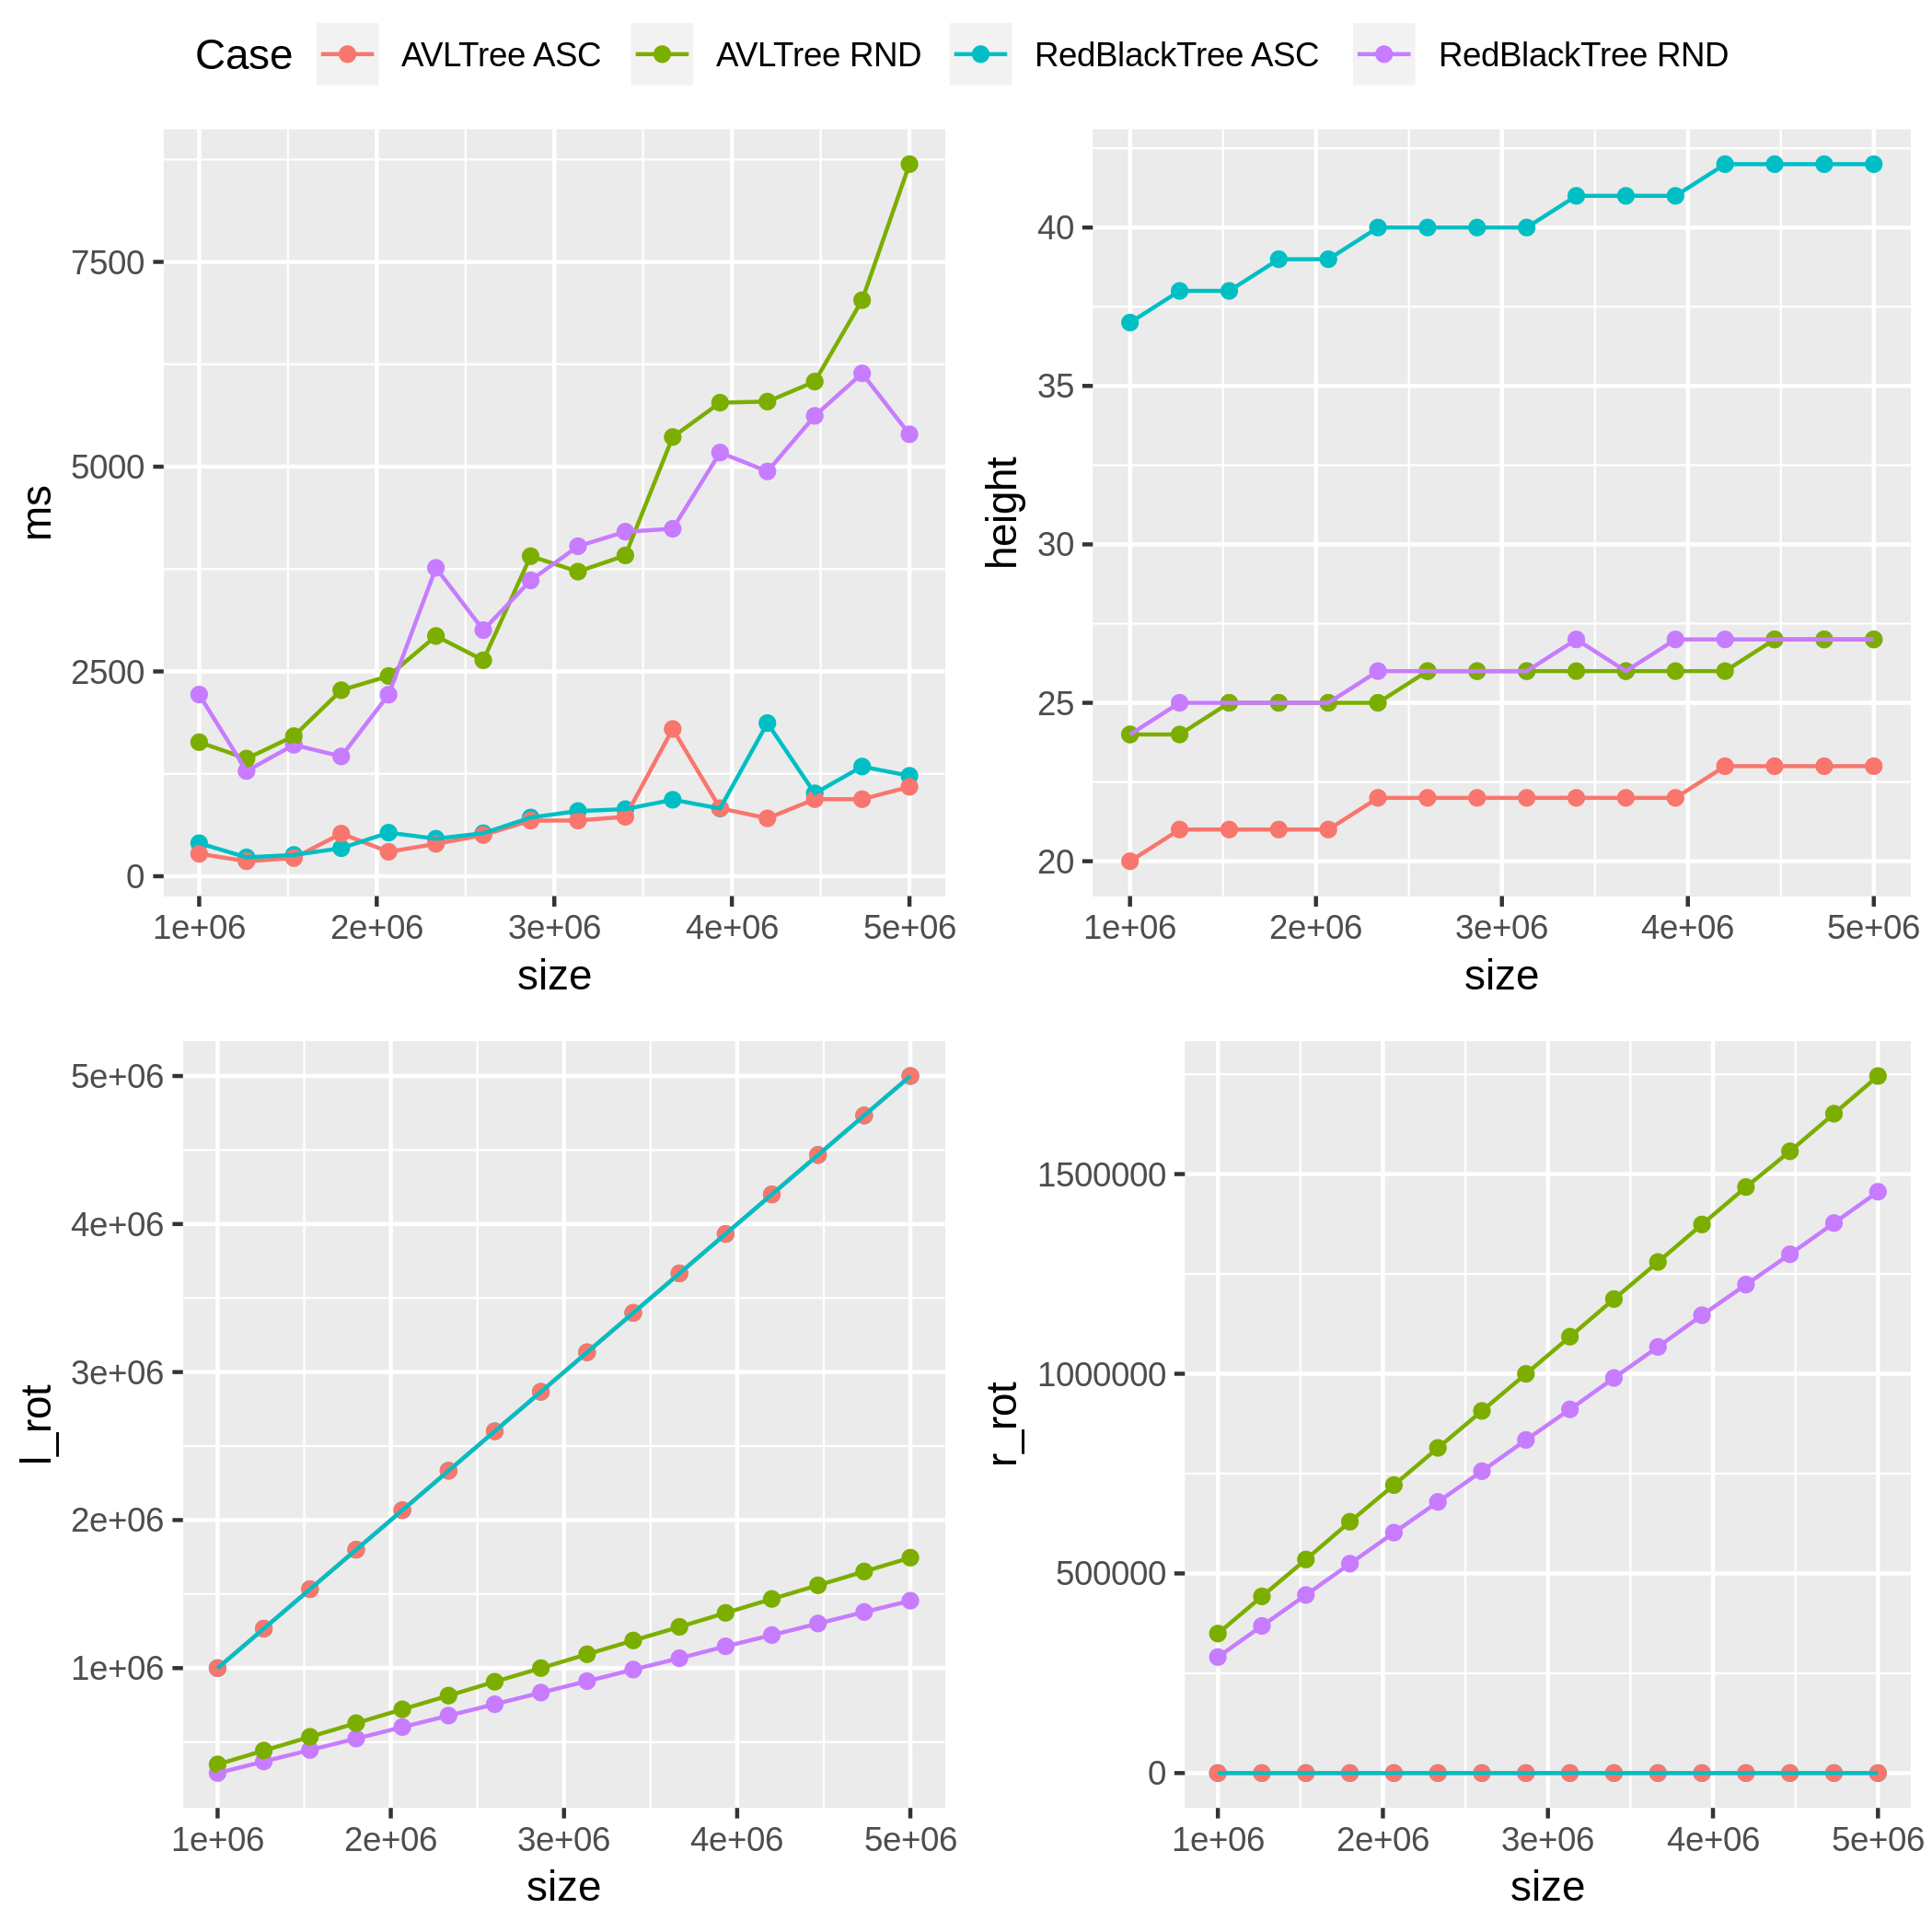 Case AVLTree ASC AVLTree RND RedBlackTree ASC RedBlackTree RND
ms
7500
5000
2500
0
1e+06 2e+06 3e+06 4e+06 5e+06
size
height
40
35
30
25
20
1e+06 2e+06 3e+06 4e+06 5e+06
size
l_rot
5e+06
4e+06
3e+06
2e+06
1e+06
1e+06 2e+06 3e+06 4e+06 5e+06
size
r_rot
1500000
1000000
500000
0
1e+06 2e+06 3e+06 4e+06 5e+06
size